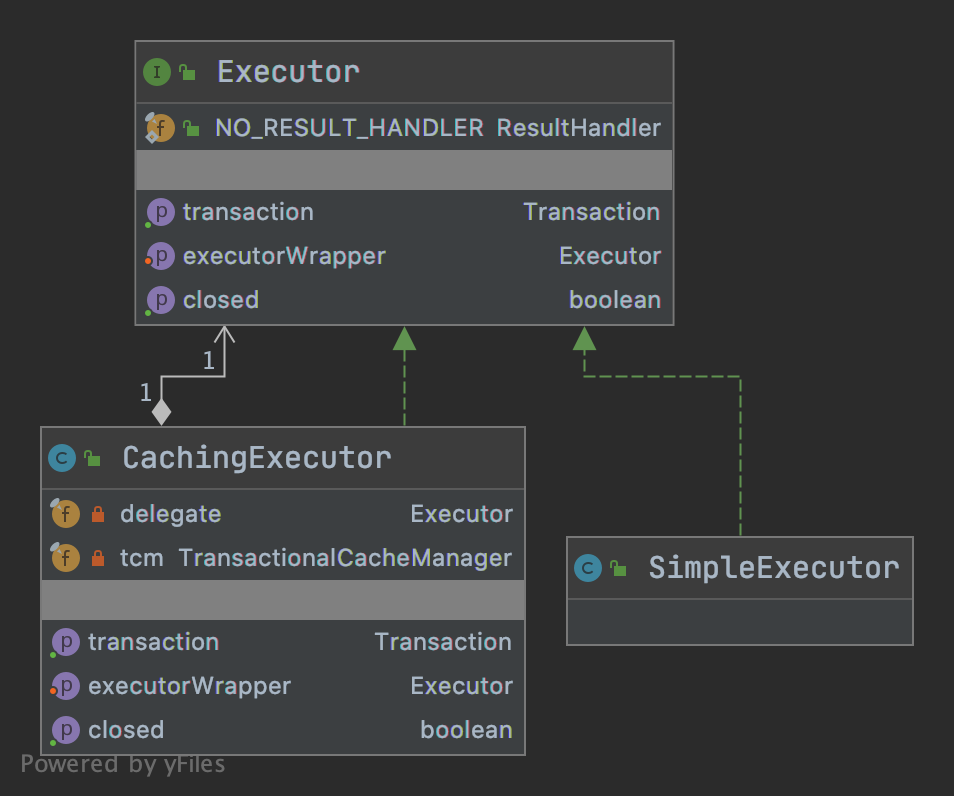 Executor
NO_RESULT_HANDLER ResultHandler
transaction Transaction
executorWrapper Executor
closed boolean
1
1
CachingExecutor
delegate Executor
tcm TransactionalCacheManager
transaction Transaction
executorWrapper Executor
closed boolean
SimpleExecutor
Powered by yFiles